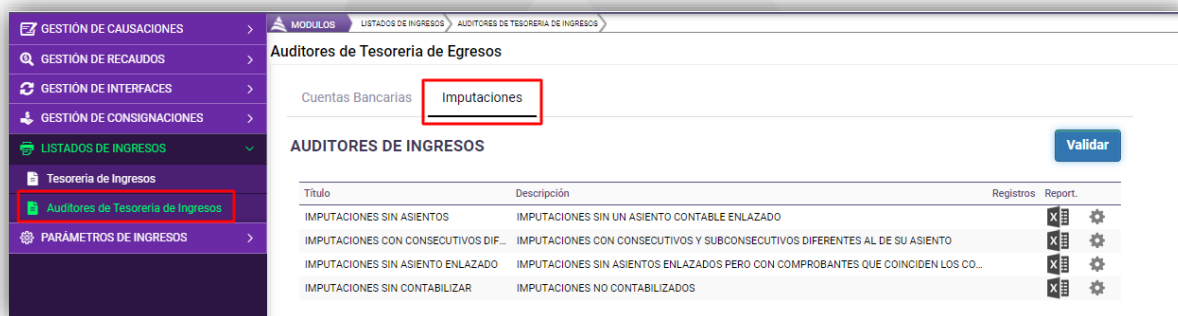 GESTIÓN DE CAUSACIONES
GESTIÓN DE RECAUDOS
GESTIÓN DE INTERFACES
GESTIÓN DE CONSIGNACIONES
LISTADOS DE INGRESOS
Tesoreria de Ingresos
Auditores de Tesoreria de Ingresos
PARÁMETROS DE INGRESOS
MODULOS LISTADOS DE INGRESOS AUDITORES DE TESORERIA DE INGRESOS
Auditores de Tesoreria de Egresos
Cuentas Bancarias Imputaciones
AUDITORES DE INGRESOS Validar
Título Descripción Registros Report.
IMPUTACIONES SIN ASIENTOS IMPUTACIONES SIN UN ASIENTO CONTABLE ENLAZADO
IMPUTACIONES CON CONSECUTIVOS DIF... IMPUTACIONES CON CONSECUTIVOS Y SUBCONSECUTIVOS DIFERENTES AL DE SU ASIENTO
IMPUTACIONES SIN ASIENTO ENLAZADO IMPUTACIONES SIN ASIENTOS ENLAZADOS PERO CON COMPROBANTES QUE COINCIDEN LOS CO...
IMPUTACIONES SIN CONTABILIZAR IMPUTACIONES NO CONTABILIZADOS